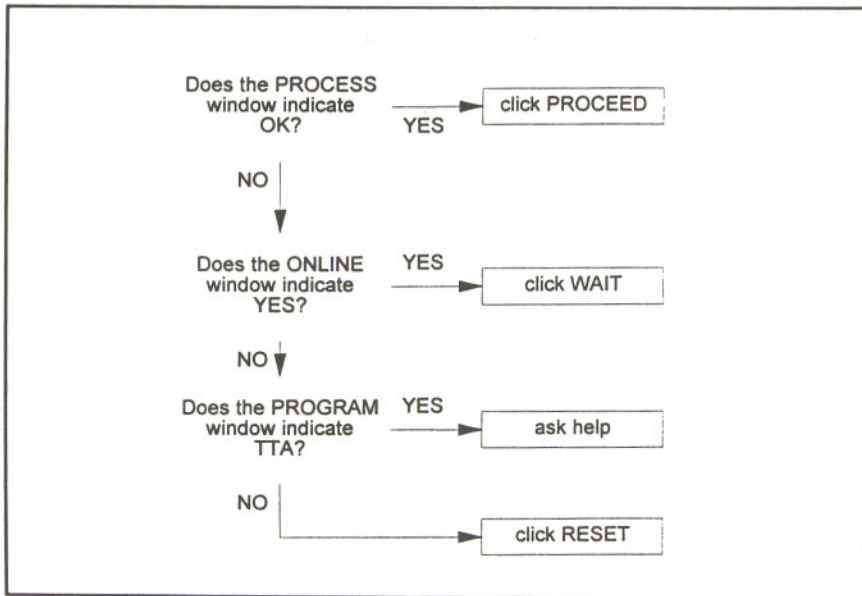 Does the PROCESS
window indicate
OK?
YES
click PROCEED
NO
Does the ONLINE
window indicate
YES?
YES
click WAIT
NO
Does the PROGRAM
window indicate
TTA?
YES
ask help
NO
click RESET